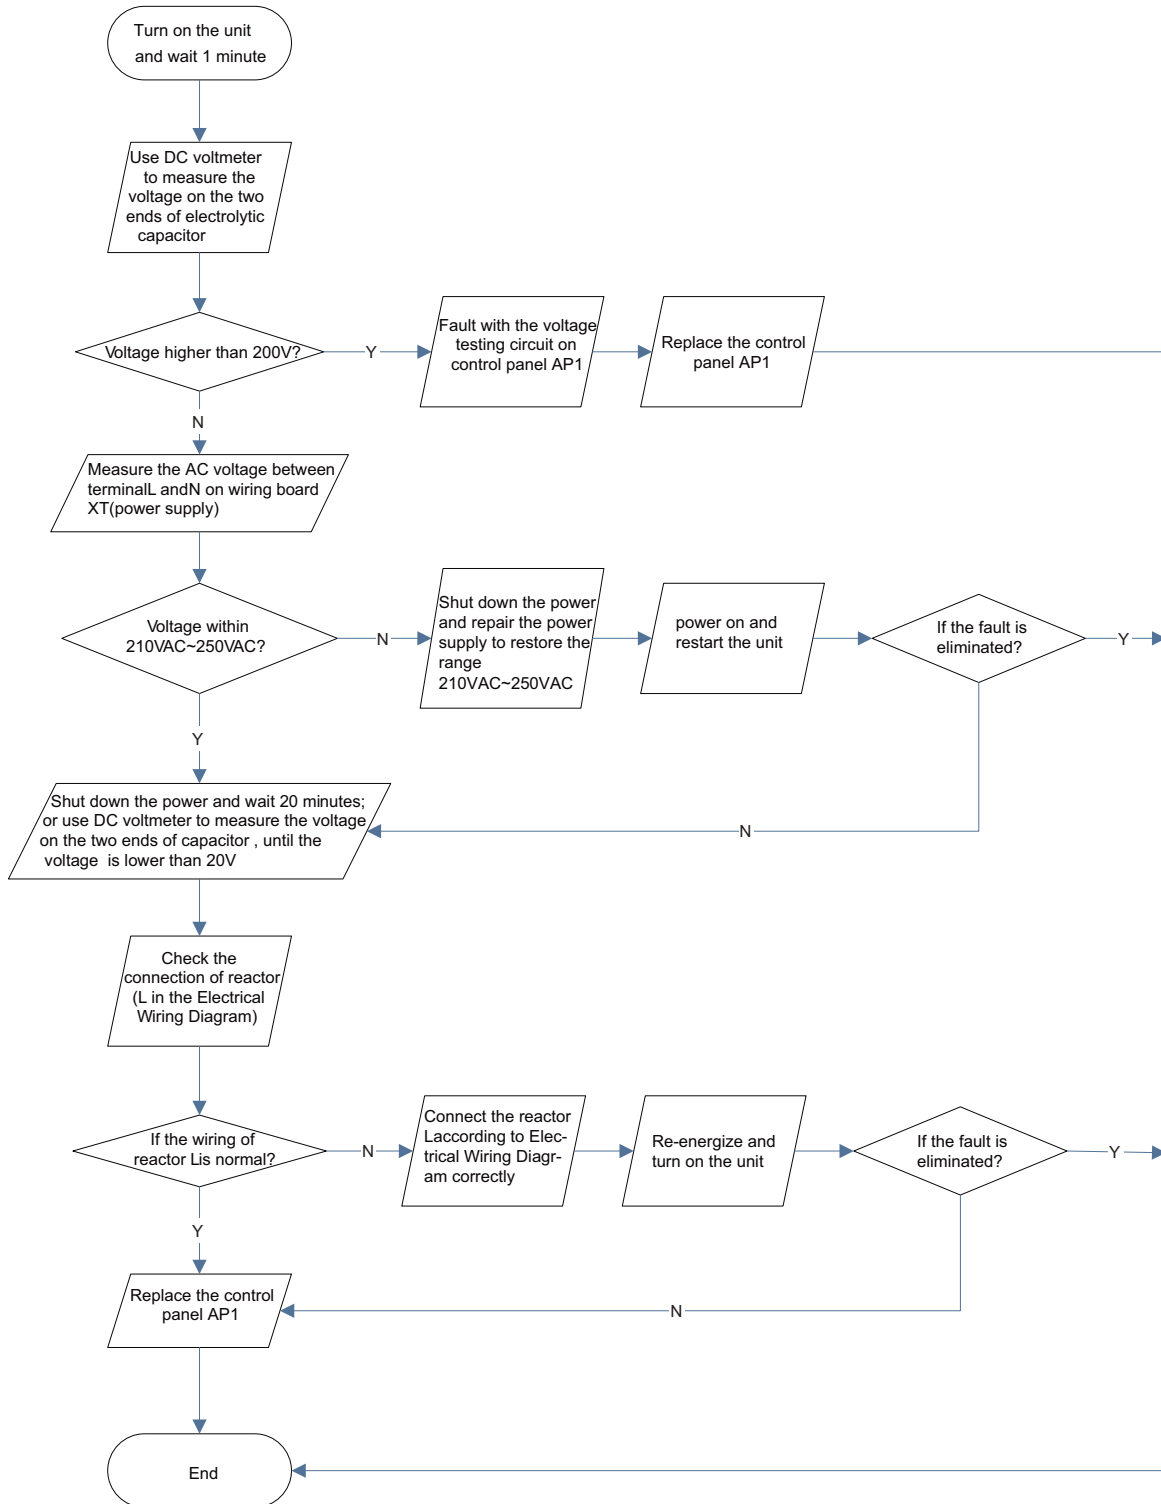 Turn on the unit
and wait 1 minute
Use DC voltmeter
to measure the
voltage on the two
ends of electrolytic
capacitor
Voltage higher than 200V?
Y
Fault with the voltage
testing circuit on
control panel AP1
Replace the control
panel AP1
N
Measure the AC voltage between
terminalL andN on wiring board
XT(power supply)
Voltage within
210VAC~250VAC?
N
Shut down the power
and repair the power
supply to restore the
range
210VAC~250VAC
power on and
restart the unit
If the fault is
eliminated?
Y
Y
N
Shut down the power and wait 20 minutes;
or use DC voltmeter to measure the voltage
on the two ends of capacitor , until the
voltage is lower than 20V
Check the
connection of reactor
(L in the Electrical
Wiring Diagram)
If the wiring of
reactor Lis normal?
N
Connect the reactor
Laccording to Elec-
trical Wiring Diagr-
am correctly
Re-energize and
turn on the unit
If the fault is
eliminated?
Y
Y
N
Replace the control
panel AP1
End